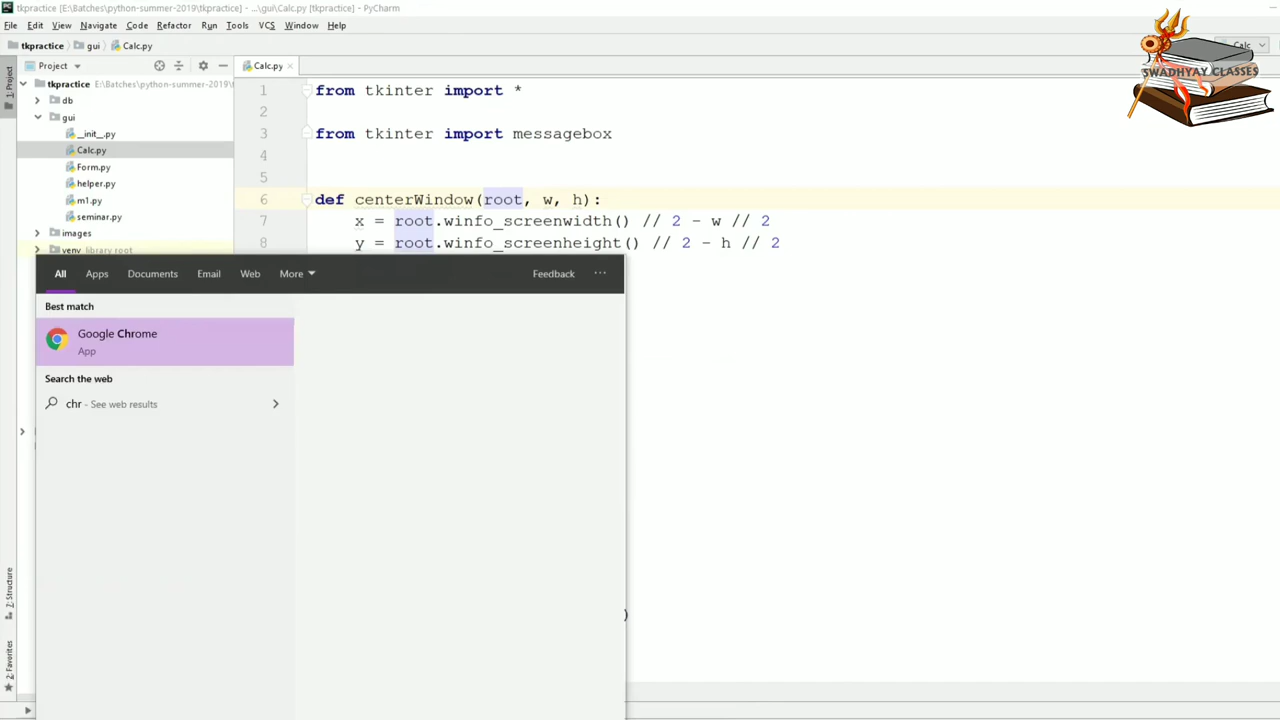 tkpractice [E:\Batches\python-summer-2019\tkpractice] - ...\gui\Calc.py [tkpractice] - PyCharm
File Edit View Navigate Code Refactor Run Tools VCS Window Help
tkpractice gui Calc.py
Calc
SWADHYAY CLASSES
1: Project
Project
Calc.py
tkpractice E:\Batches\python-summer-2019\t
db
gui
__init__.py
Calc.py
Form.py
helper.py
m1.py
seminar.py
images
venv library root
1 from tkinter import *
2
3 from tkinter import messagebox
4
5
6 def centerWindow(root, w, h):
7 x = root.winfo_screenwidth() // 2 - w // 2
8 y = root.winfo_screenheight() // 2 - h // 2
All Apps Documents Email Web More Feedback ...
Best match
Google Chrome
App
Search the web
chr - See web results
)
7: Structure
2: Favorites